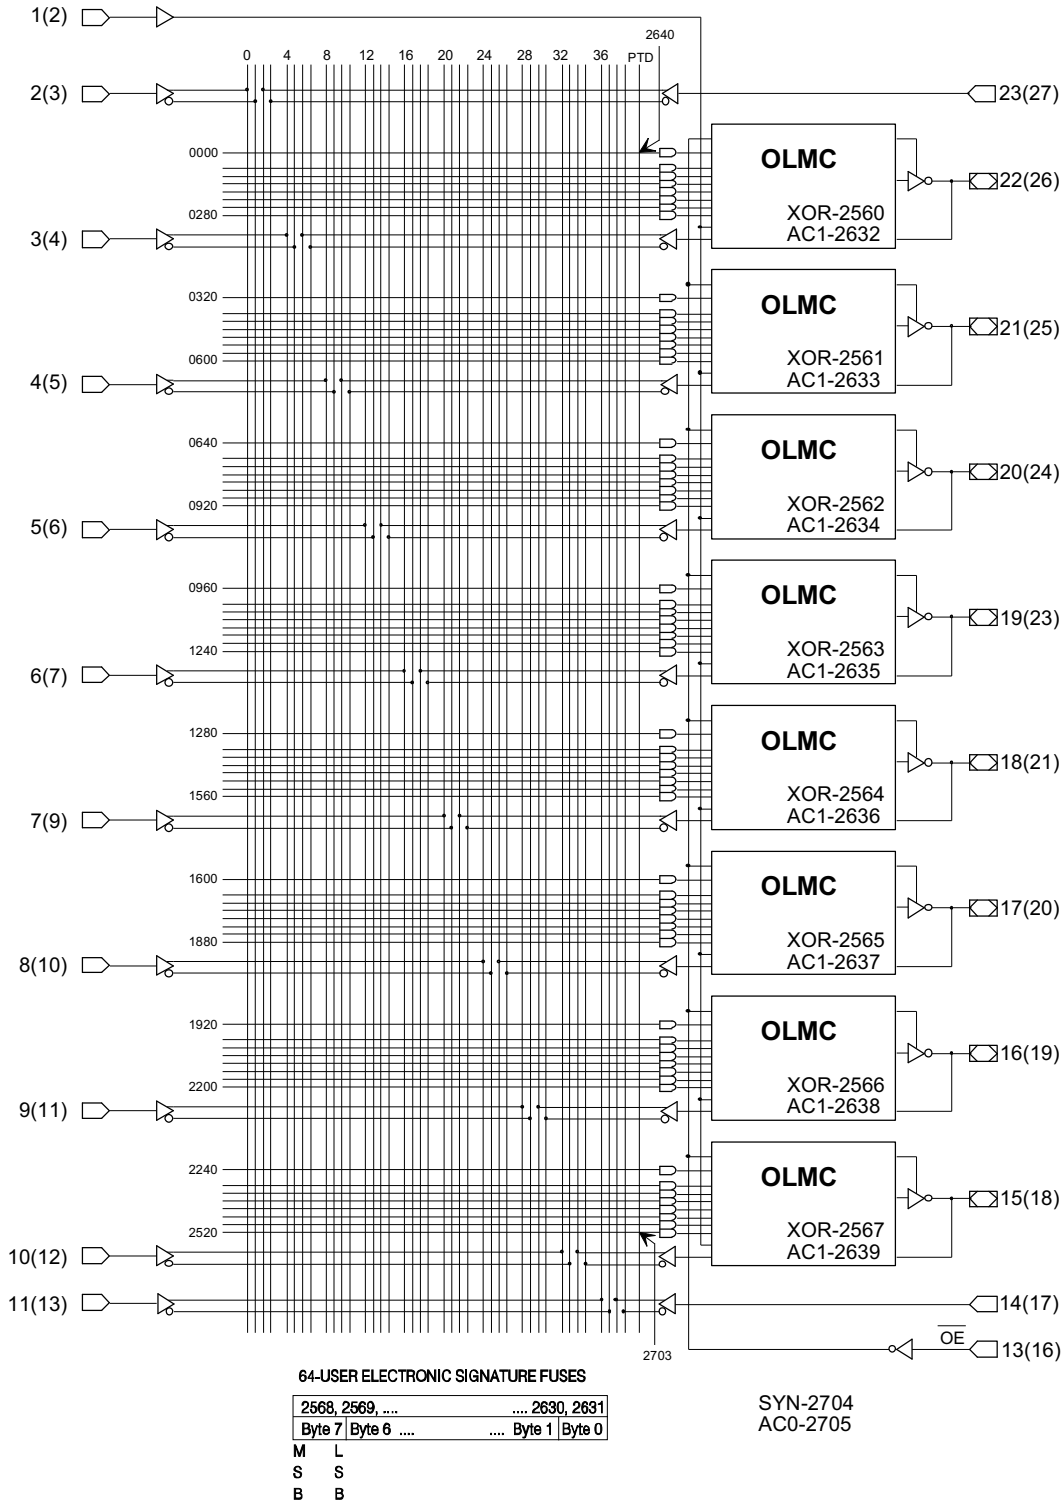 1(2)
2640
0 4 8 12 16 20 24 28 32 36 PTD
2(3) 23(27)
0000 OLMC
22(26)
0280 XOR-2560
3(4) AC1-2632
0320 OLMC
21(25)
0600 XOR-2561
4(5) AC1-2633
0640 OLMC
20(24)
0920 XOR-2562
5(6) AC1-2634
0960 OLMC
19(23)
1240 XOR-2563
6(7) AC1-2635
1280 OLMC
18(21)
1560 XOR-2564
7(9) AC1-2636
1600 OLMC
17(20)
1880 XOR-2565
8(10) AC1-2637
1920 OLMC
16(19)
2200 XOR-2566
9(11) AC1-2638
2240 OLMC
15(18)
2520 XOR-2567
10(12) AC1-2639
11(13) 14(17)
OE 13(16)
2703
64-USER ELECTRONIC SIGNATURE FUSES
2568, 2569, .... .... 2630, 2631
Byte 7 Byte 6 .... .... Byte 1 Byte 0
M L
S S
B B
SYN-2704
AC0-2705